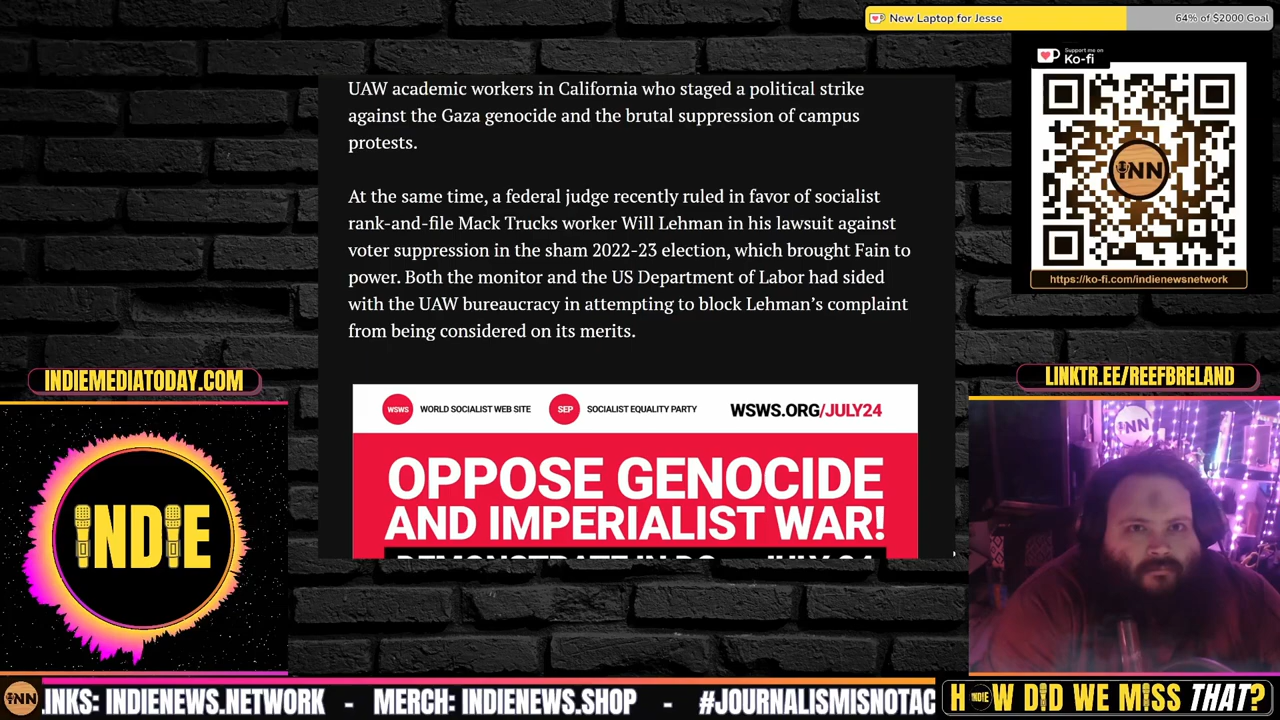 New Laptop for Jesse
64% of $2000 Goal
Support me on
Ko-fi
INN
https://ko-fi.com/indienewsnetwork
UAW academic workers in California who staged a political strike
against the Gaza genocide and the brutal suppression of campus
protests.
At the same time, a federal judge recently ruled in favor of socialist
rank-and-file Mack Trucks worker Will Lehman in his lawsuit against
voter suppression in the sham 2022-23 election, which brought Fain to
power. Both the monitor and the US Department of Labor had sided
with the UAW bureaucracy in attempting to block Lehman’s complaint
from being considered on its merits.
WSWS WORLD SOCIALIST WEB SITE SEP SOCIALIST EQUALITY PARTY WSWS.ORG/JULY24
OPPOSE GENOCIDE
AND IMPERIALIST WAR!
INDIEMEDIATODAY.COM
LINKTR.EE/REEFBRELAND
INDIE
INN
INN
.INKS: INDIENEWS.NETWORK - MERCH: INDIENEWS.SHOP - #JOURNALISMISNOTAC
HOW DID WE MISS THAT?